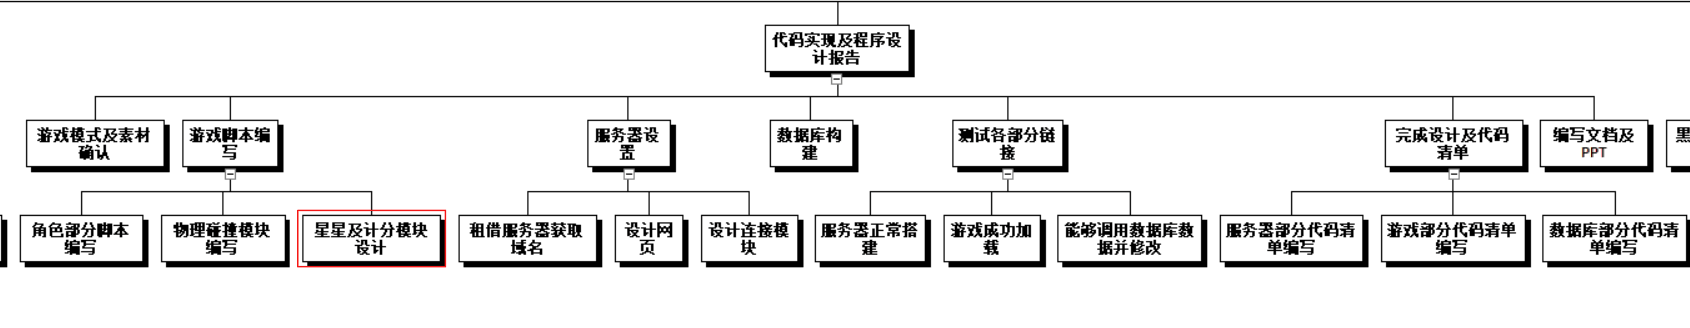 代码实现及程序设
计报告
游戏模式及素材
确认
游戏脚本编
写
服务器设
置
数据库构
建
测试各部分链
接
完成设计及代码
清单
编写文档及
PPT
黑
角色部分脚本
编写
物理碰撞模块
编写
星星及计分模块
设计
租借服务器获取
域名
设计网
页
设计连接模
块
服务器正常搭
建
游戏成功加
载
能够调用数据库数
据并修改
服务器部分代码清
单编写
游戏部分代码清单
编写
数据库部分代码清
单编写